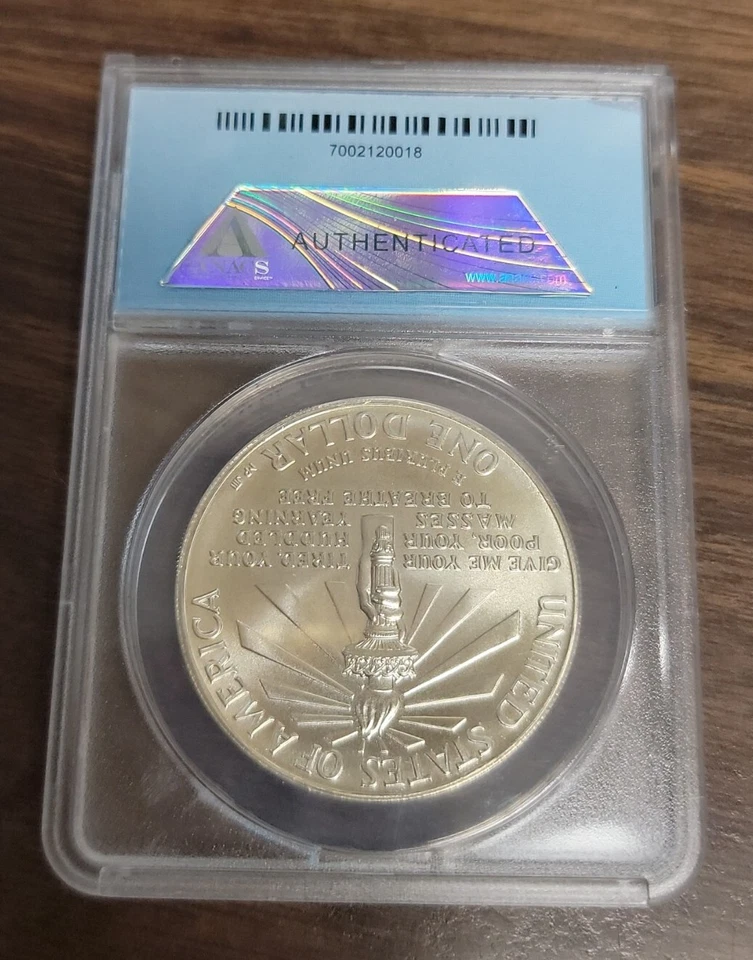 7002120018
AUTHENTICATED
ANACS
UNITED STATES OF AMERICA
GIVE ME YOUR TIRED, YOUR
POOR, YOUR HUDDLED
MASSES YEARNING
TO BREATHE FREE
E PLURIBUS UNUM
ONE DOLLAR